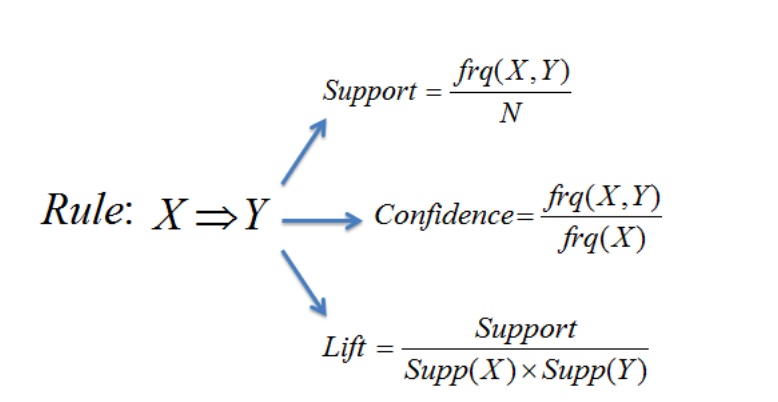 Support = frq(X,Y) / N
Rule: X ⇒ Y
Confidence = frq(X,Y) / frq(X)
Lift = Support / Supp(X) × Supp(Y)